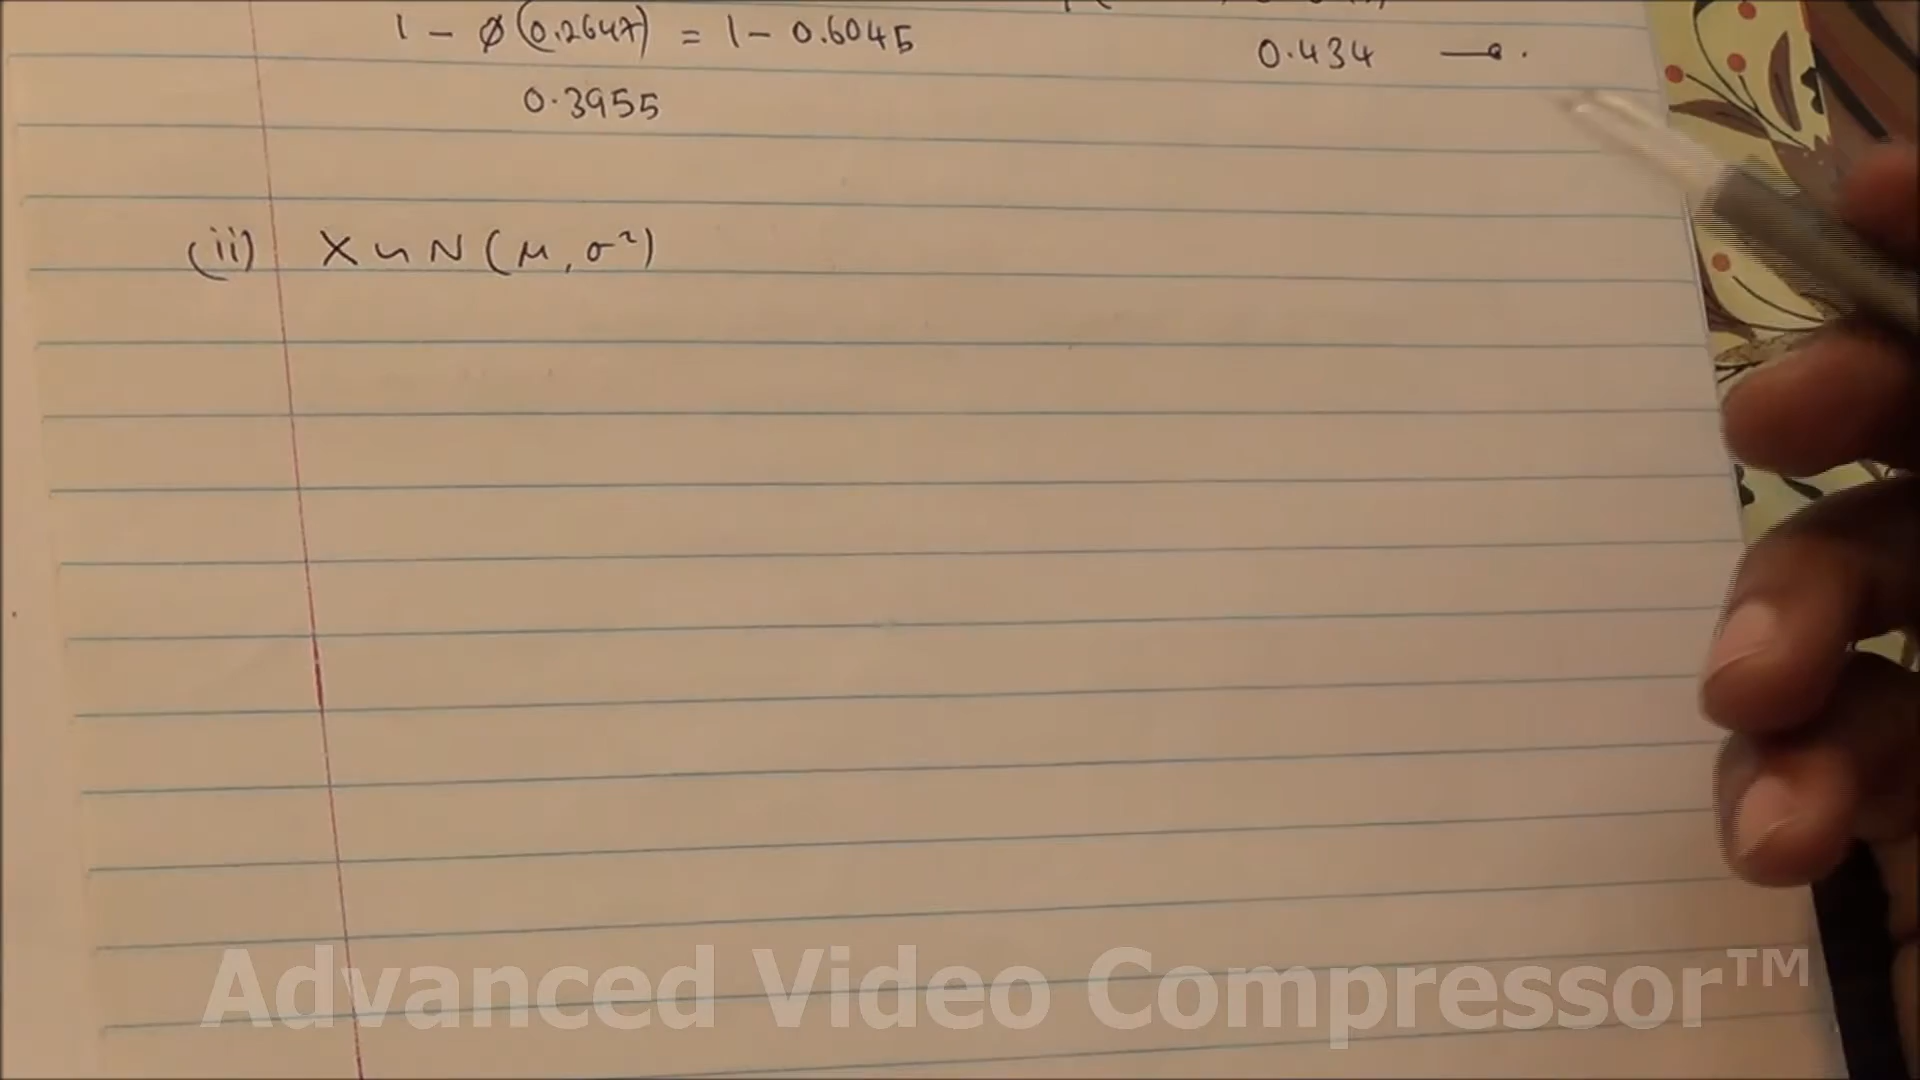 1 - ø(0.2647) = 1 - 0.6045
0.3955
0.434
(ii) X ~ N(μ, σ²)
Advanced Video Compressor™